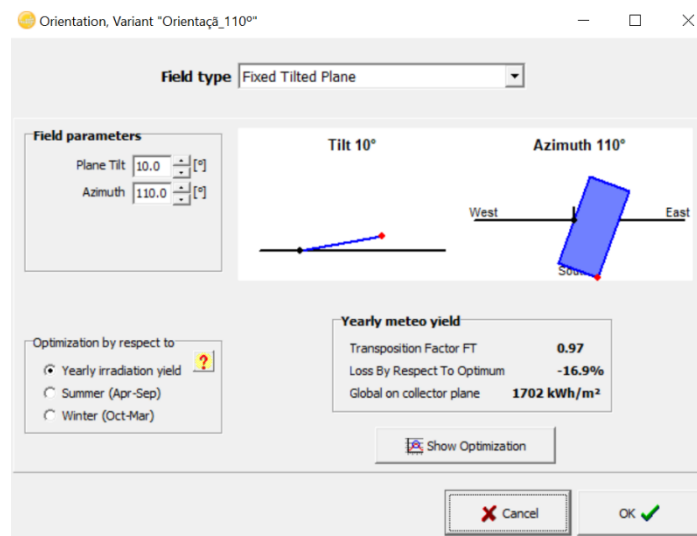 Orientation, Variant "Orientaçã_110º"
Field type Fixed Tilted Plane
Field parameters
Plane Tilt 10.0 [°]
Azimuth 110.0 [°]
Tilt 10°
Azimuth 110°
West
East
Optimization by respect to
?
Yearly irradiation yield
Summer (Apr-Sep)
Winter (Oct-Mar)
Yearly meteo yield
Transposition Factor FT 0.97
Loss By Respect To Optimum -16.9%
Global on collector plane 1702 kWh/m²
Show Optimization
Cancel
OK